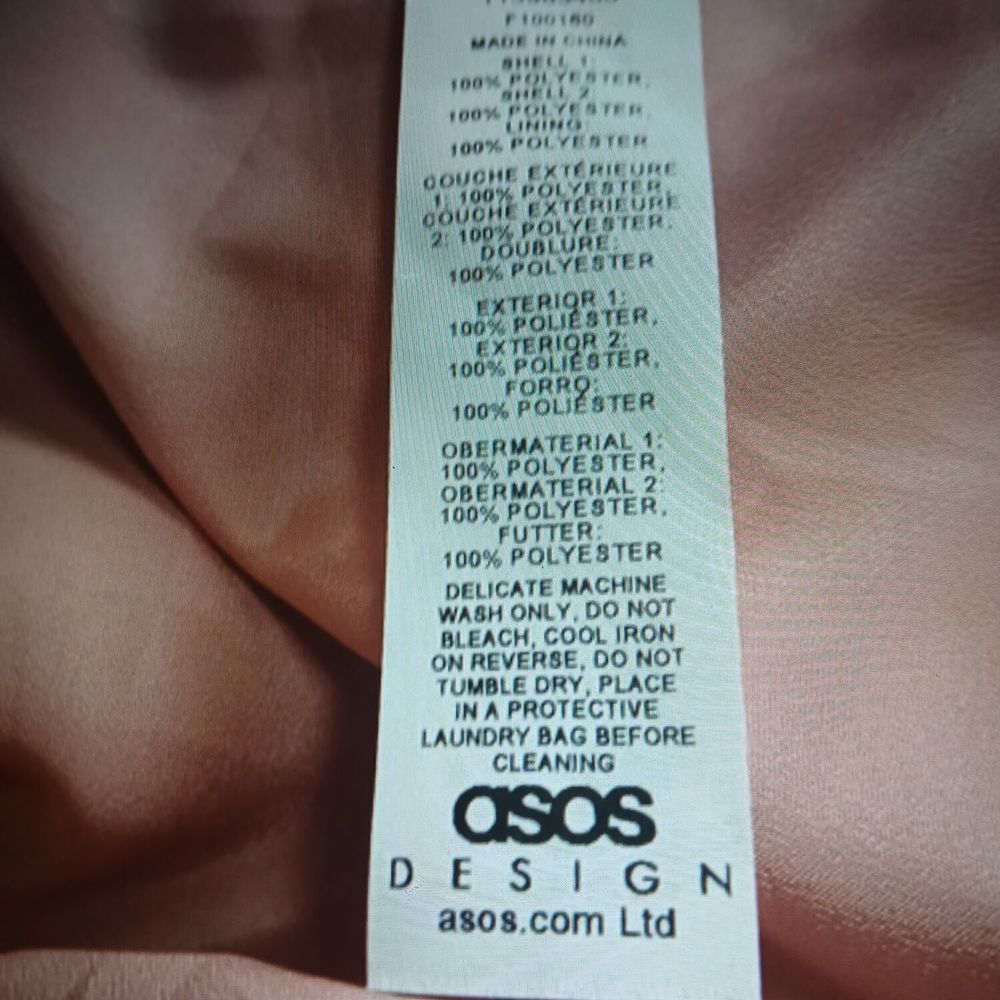 F100160
MADE IN CHINA
SHELL 1:
100% POLYESTER,
SHELL 2
100% POLYESTER,
LINING:
100% POLYESTER
COUCHE EXTÉRIEURE
1: 100% POLYESTER,
COUCHE EXTÉRIEURE
2: 100% POLYESTER.
DOUBLURE:
100% POLYESTER
EXTERIOR 1:
100% POLIÉSTER,
EXTERIOR 2:
100% POLIÉSTER,
FORRO:
100% POLIÉSTER
OBERMATERIAL 1:
100% POLYESTER,
OBERMATERIAL 2:
100% POLYESTER,
FUTTER:
100% POLYESTER
DELICATE MACHINE
WASH ONLY, DO NOT
BLEACH, COOL IRON
ON REVERSE, DO NOT
TUMBLE DRY, PLACE
IN A PROTECTIVE
LAUNDRY BAG BEFORE
CLEANING
asos
DESIGN
asos.com Ltd